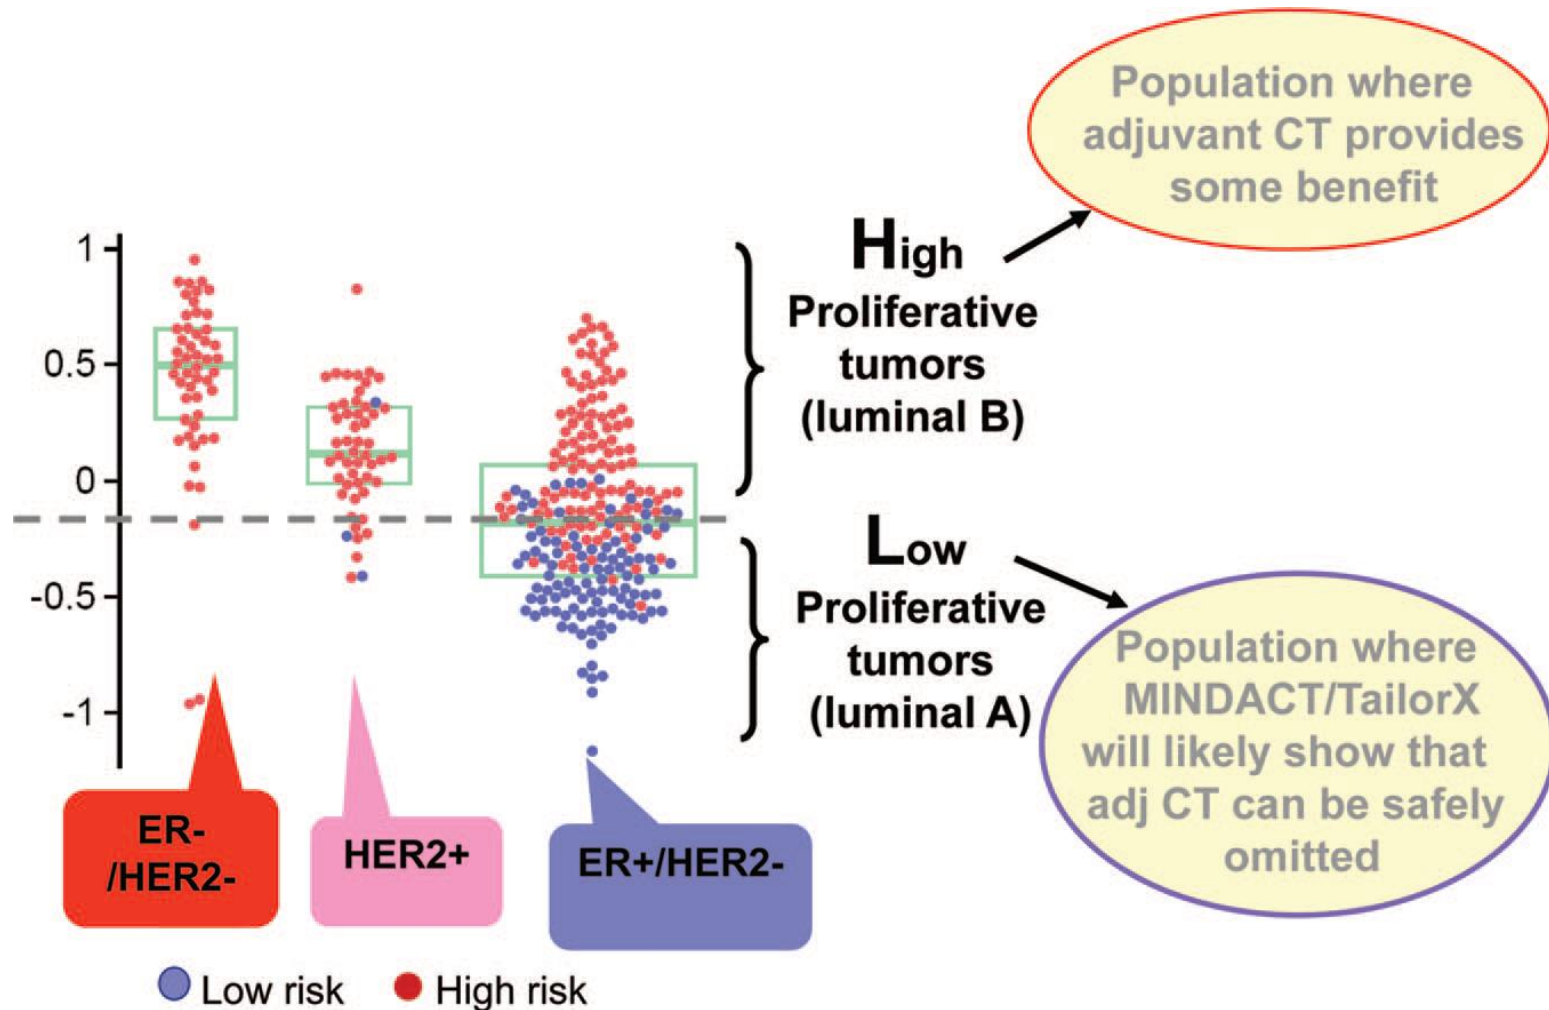 Population where
adjuvant CT provides
some benefit
1
0.5
0
-0.5
-1
High
Proliferative
tumors
(luminal B)
Low
Proliferative
tumors
(luminal A)
Population where
MINDACT/TailorX
will likely show that
adj CT can be safely
omitted
ER-
/HER2-
HER2+
ER+/HER2-
Low risk
High risk